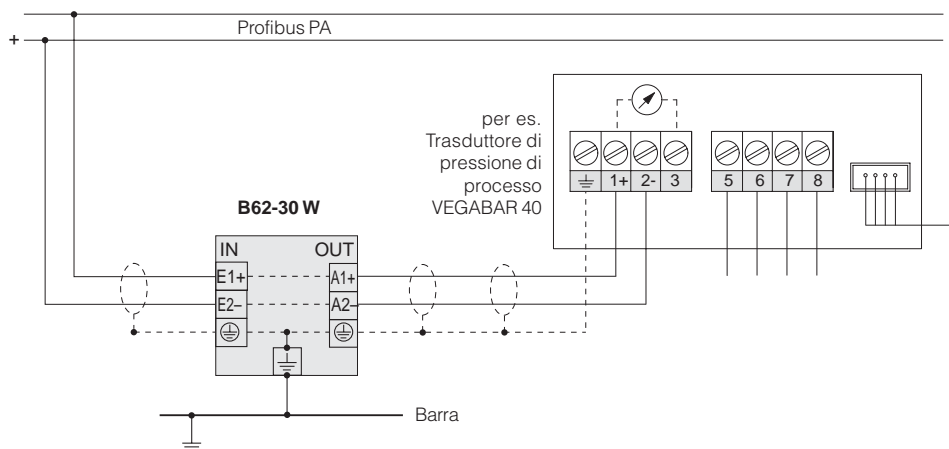 Profibus PA
+
per es.
Trasduttore di
pressione di
processo
VEGABAR 40
1+ 2- 3 5 6 7 8
B62-30 W
IN OUT
E1+ A1+
E2– A2–
Barra